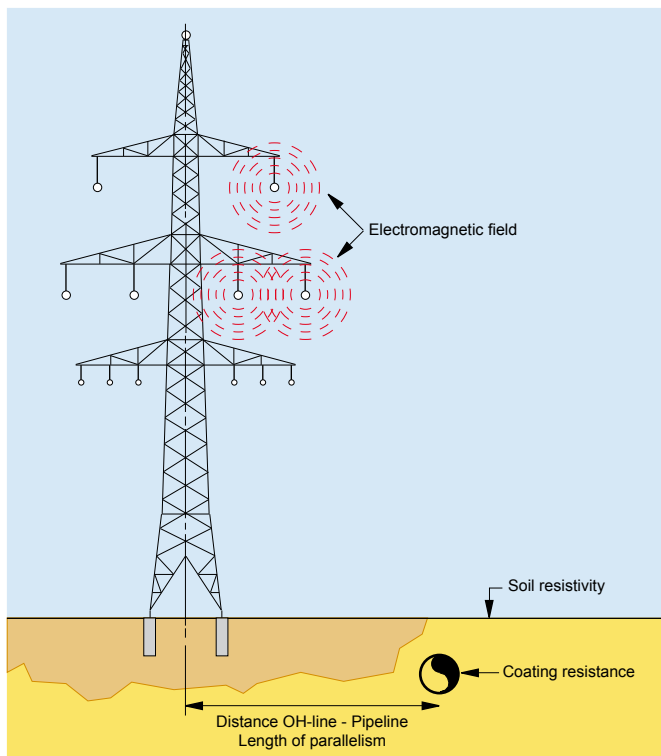 Electromagnetic field
Soil resistivity
Coating resistance
Distance OH-line - Pipeline
Length of parallelism